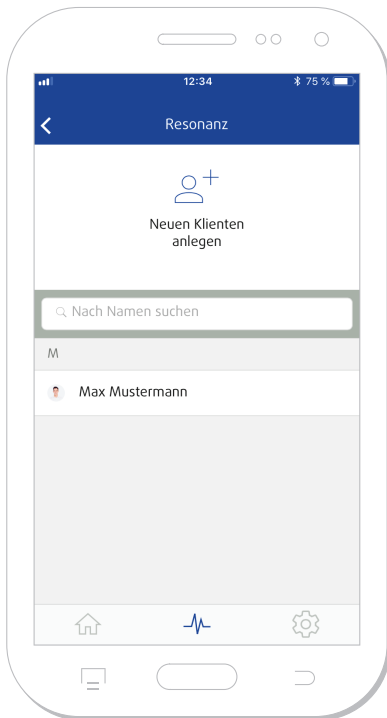 12:34
75 %
Resonanz
Neuen Klienten
anlegen
Nach Namen suchen
M
Max Mustermann